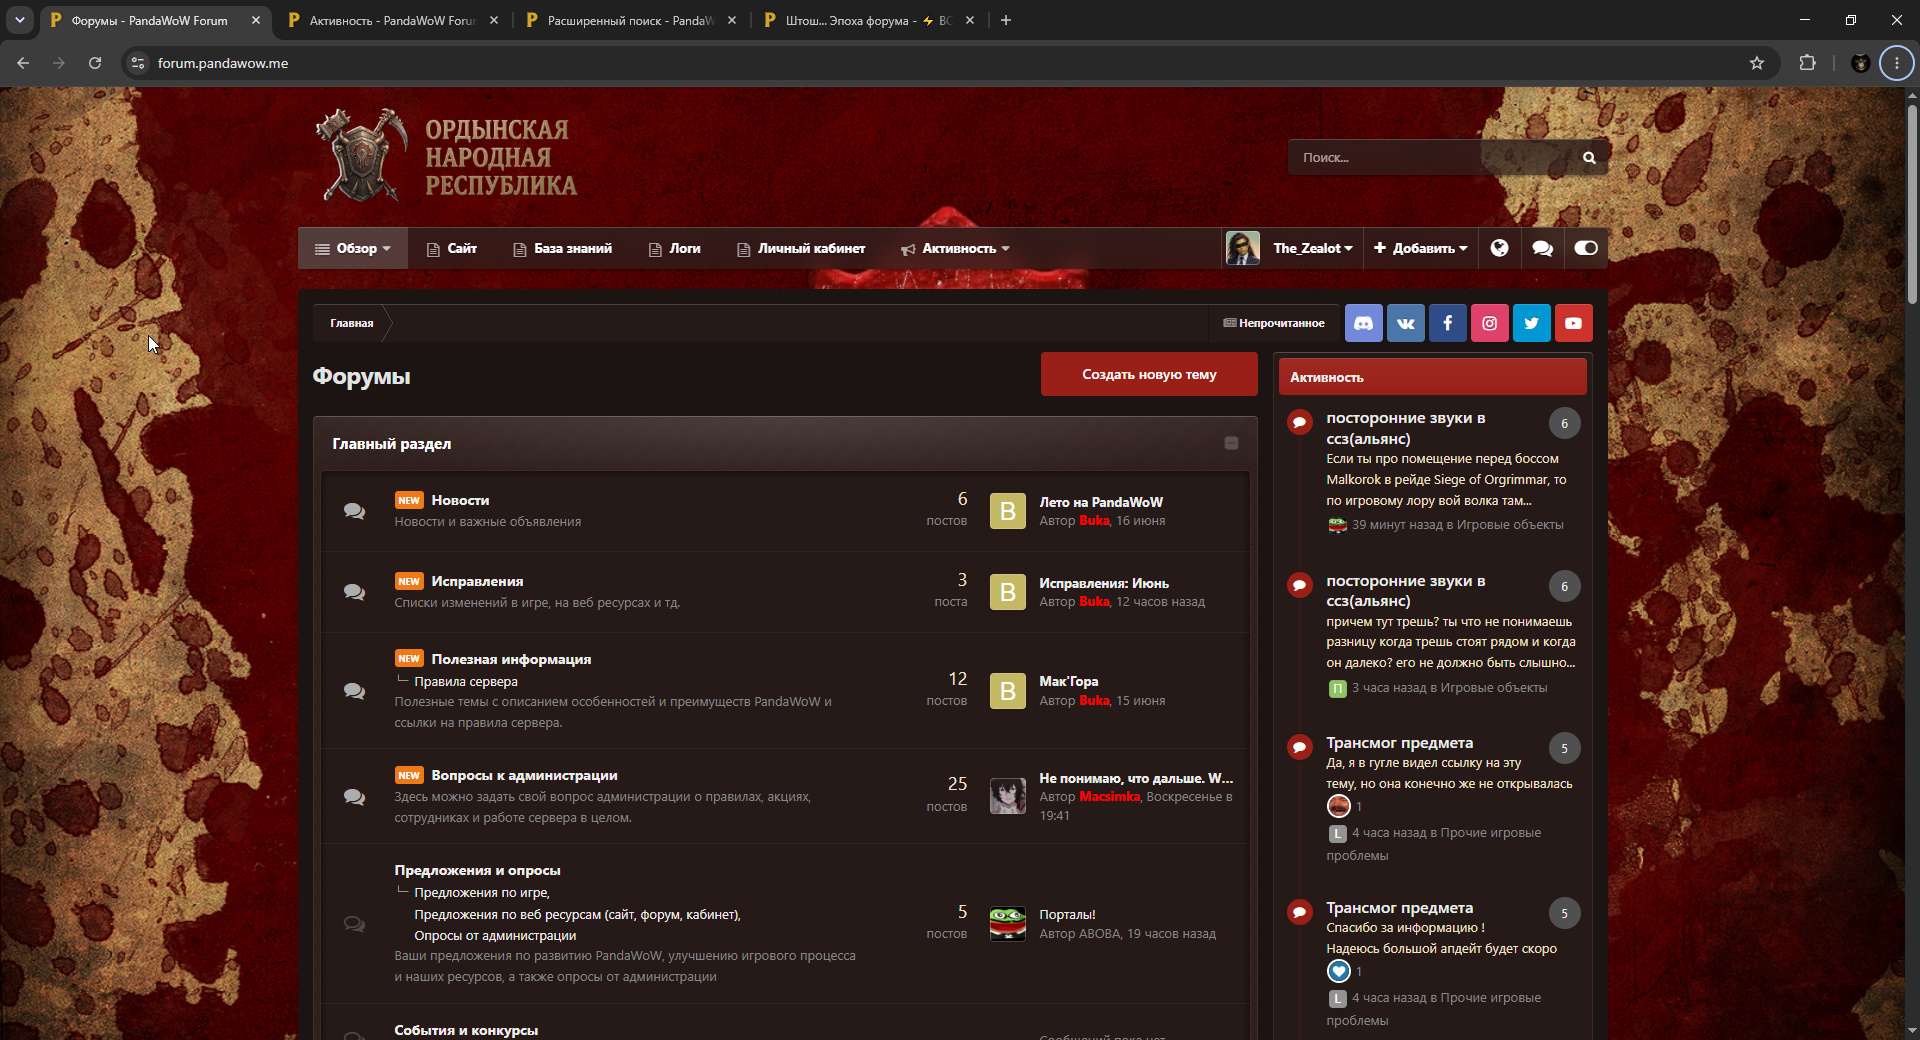 Форумы - PandaWoW Forum
Активность - PandaWoW Forum
Расширенный поиск - PandaW
Штош... Эпоха форума - ⚡ ВС
forum.pandawow.me
ОРДЫНСКАЯ
НАРОДНАЯ
РЕСПУБЛИКА
Поиск...
Обзор
Сайт
База знаний
Логи
Личный кабинет
Активность
The_Zealot
Добавить
Главная
Непрочитанное
Форумы
Создать новую тему
Главный раздел
NEW Новости
Новости и важные объявления
6
постов
B
Лето на PandaWoW
Автор Buka, 16 июня
NEW Исправления
Списки изменений в игре, на веб ресурсах и тд.
3
поста
B
Исправления: Июнь
Автор Buka, 12 часов назад
NEW Полезная информация
Правила сервера
Полезные темы с описанием особенностей и преимуществ PandaWoW и
ссылки на правила сервера.
12
постов
B
Мак'Гора
Автор Buka, 15 июня
NEW Вопросы к администрации
Здесь можно задать свой вопрос администрации о правилах, акциях,
сотрудниках и работе сервера в целом.
25
постов
Не понимаю, что дальше. W...
Автор Macsimka, Воскресенье в
19:41
Предложения и опросы
Предложения по игре,
Предложения по веб ресурсам (сайт, форум, кабинет),
Опросы от администрации
Ваши предложения по развитию PandaWoW, улучшению игрового процесса
и наших ресурсов, а также опросы от администрации
5
постов
Порталы!
Автор ABOBA, 19 часов назад
События и конкурсы
Сообщений пока нет
Активность
посторонние звуки в
ссз(альянс)
6
Если ты про помещение перед боссом
Malkorok в рейде Siege of Orgrimmar, то
по игровому лору вой волка там...
39 минут назад в Игровые объекты
посторонние звуки в
ссз(альянс)
6
причем тут трешь? ты что не понимаешь
разницу когда трешь стоят рядом и когда
он далеко? его не должно быть слышно...
П 3 часа назад в Игровые объекты
Трансмог предмета
5
Да, я в гугле видел ссылку на эту
тему, но она конечно же не открывалась
1
L 4 часа назад в Прочие игровые
проблемы
Трансмог предмета
5
Спасибо за информацию !
Надеюсь большой апдейт будет скоро
1
L 4 часа назад в Прочие игровые
проблемы